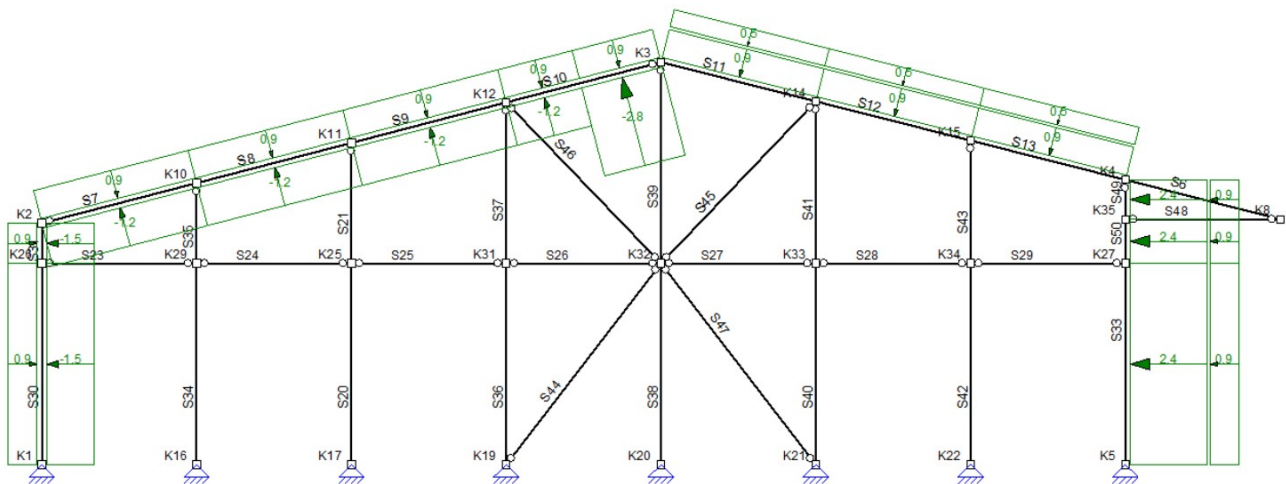 0.5
K3
0.9
S10
S11
0.9
0.5
0.9
K12
-1.2
-2.8
K14
S12
0.9
0.5
0.9
K11
S9
-1.2
K15
S13
0.9
0.9
K10
S8
-1.2
S46
S37
S39
S45
S41
K4
S6
0.9
S7
K2
-1.2
S35
S21
S43
S49
2.4
0.9
K35
S48
K8
0.9
-1.5
S50
2.4
0.9
S23
K29
S24
K25
S25
K31
S26
K32
S27
K33
S28
K34
S29
K27
0.9
-1.5
S47
S33
2.4
0.9
S30
S34
S20
S36
S44
S38
S40
S42
K1
K16
K17
K19
K20
K21
K22
K5